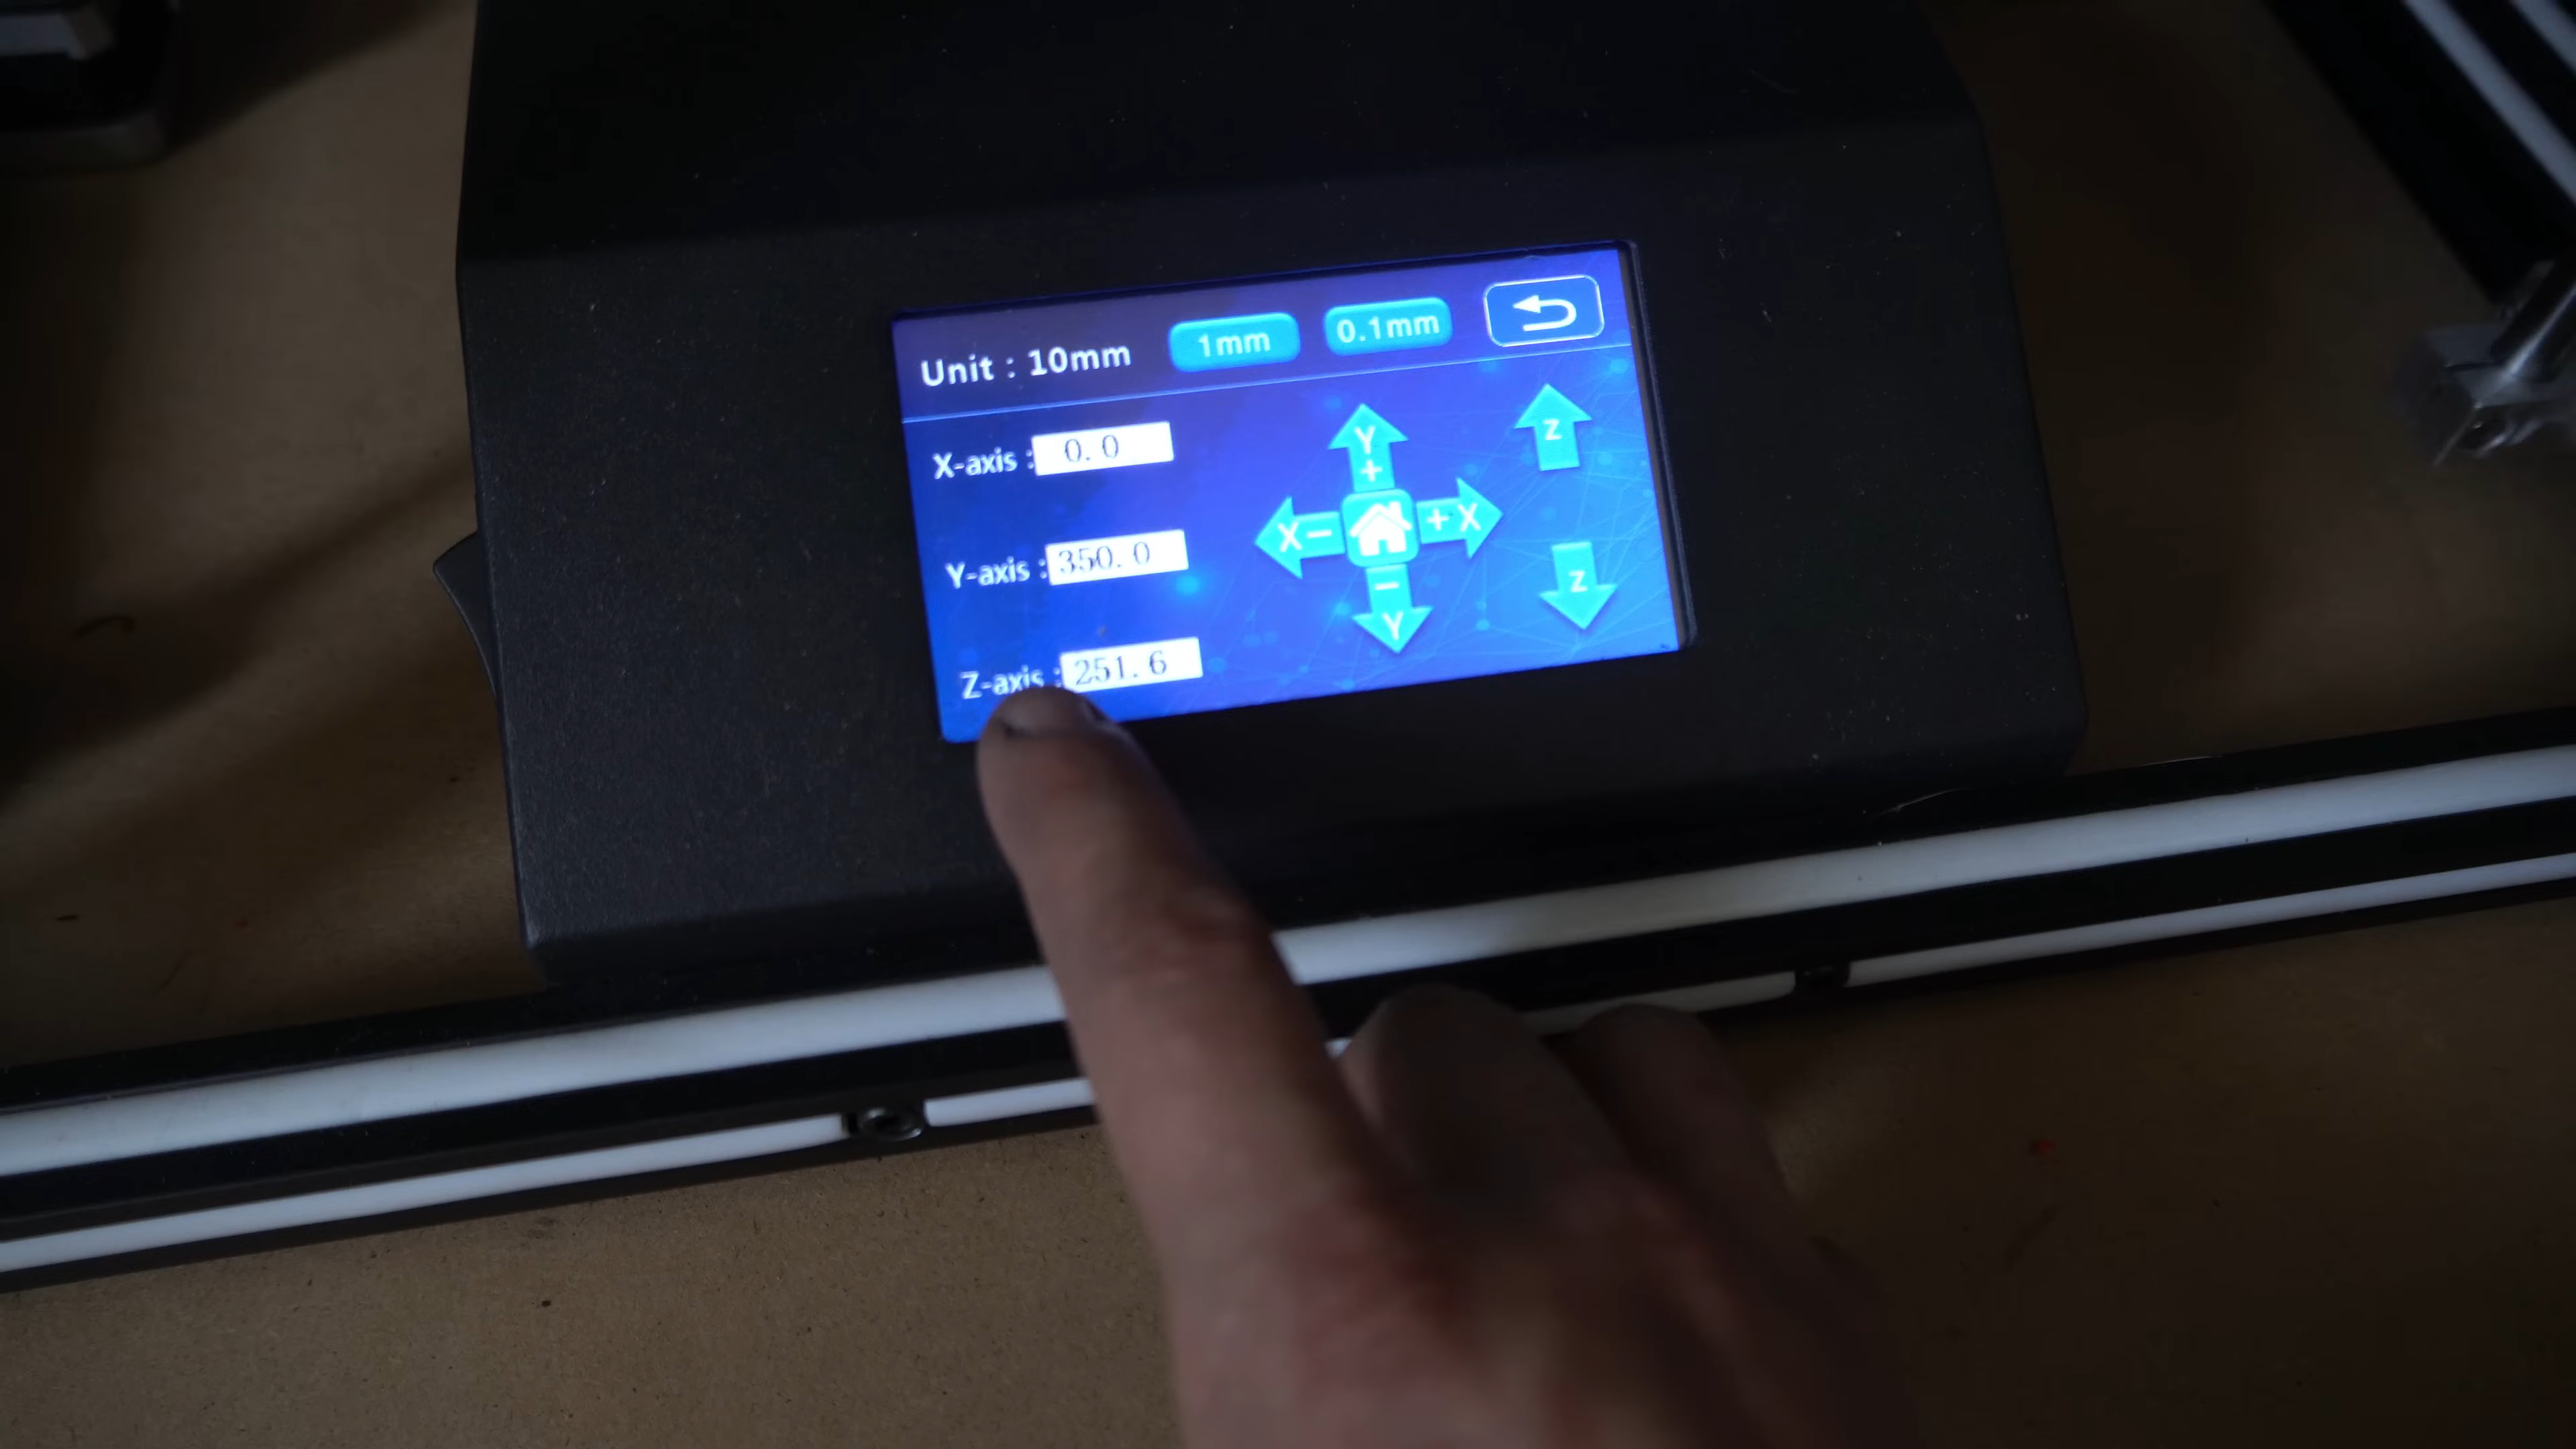 Unit : 10mm 1mm 0.1mm
X-axis : 0.0
Y-axis : 350.0
Z-axis : 251.6
Y +
X − + X
− Y
Z
Z